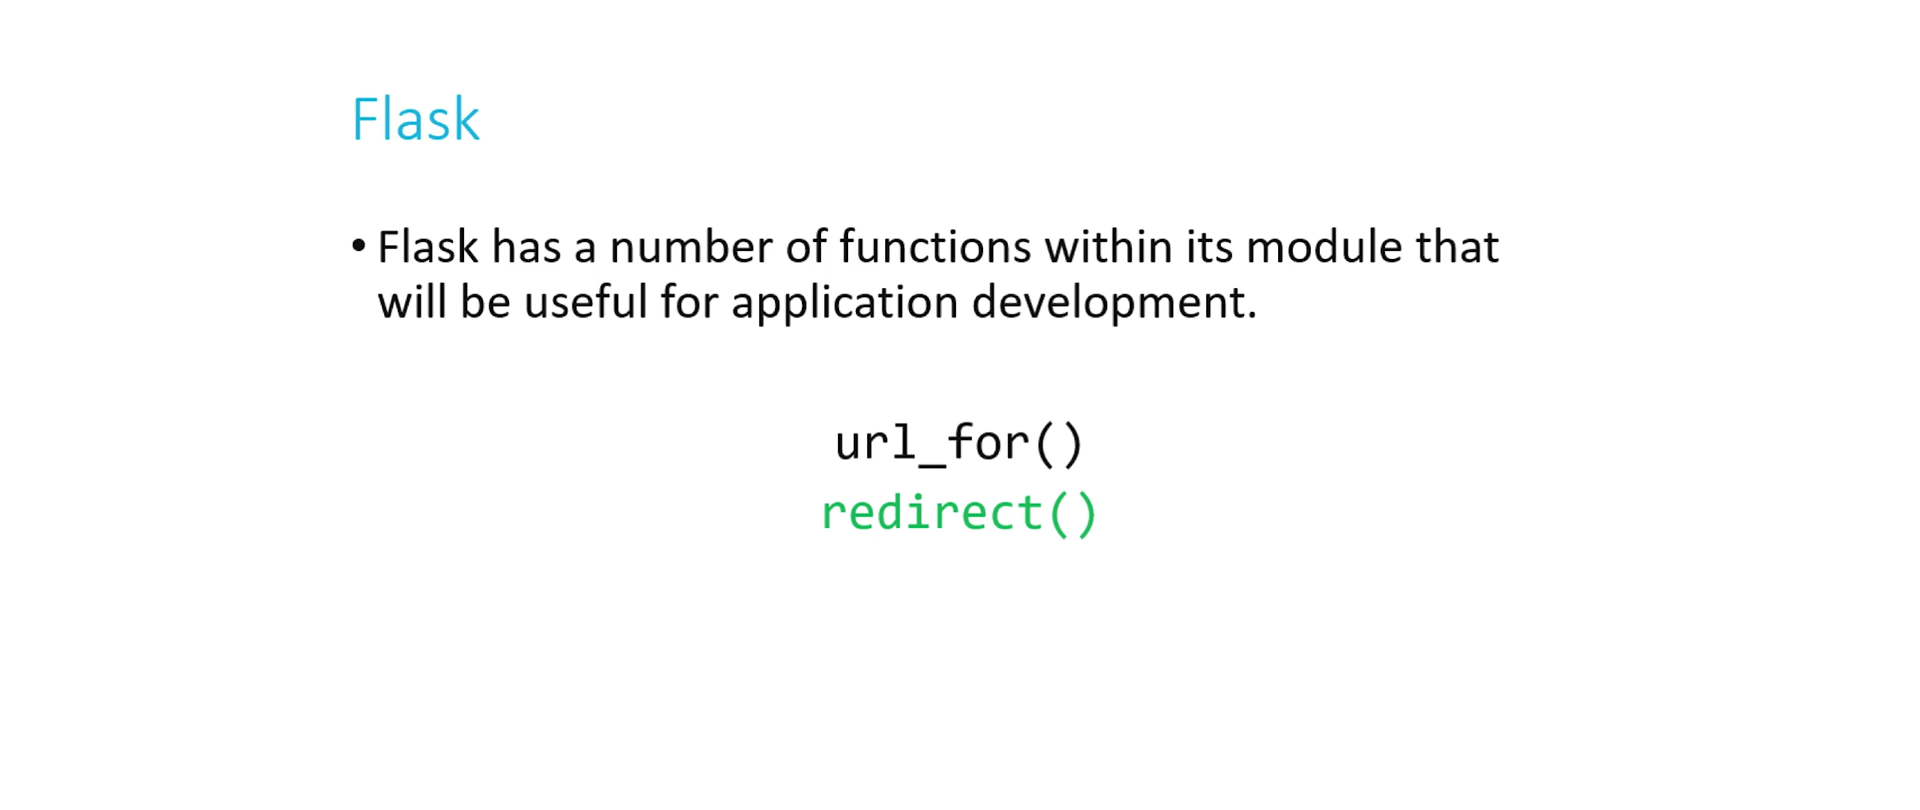 Flask
• Flask has a number of functions within its module that
will be useful for application development.
url_for()
redirect()